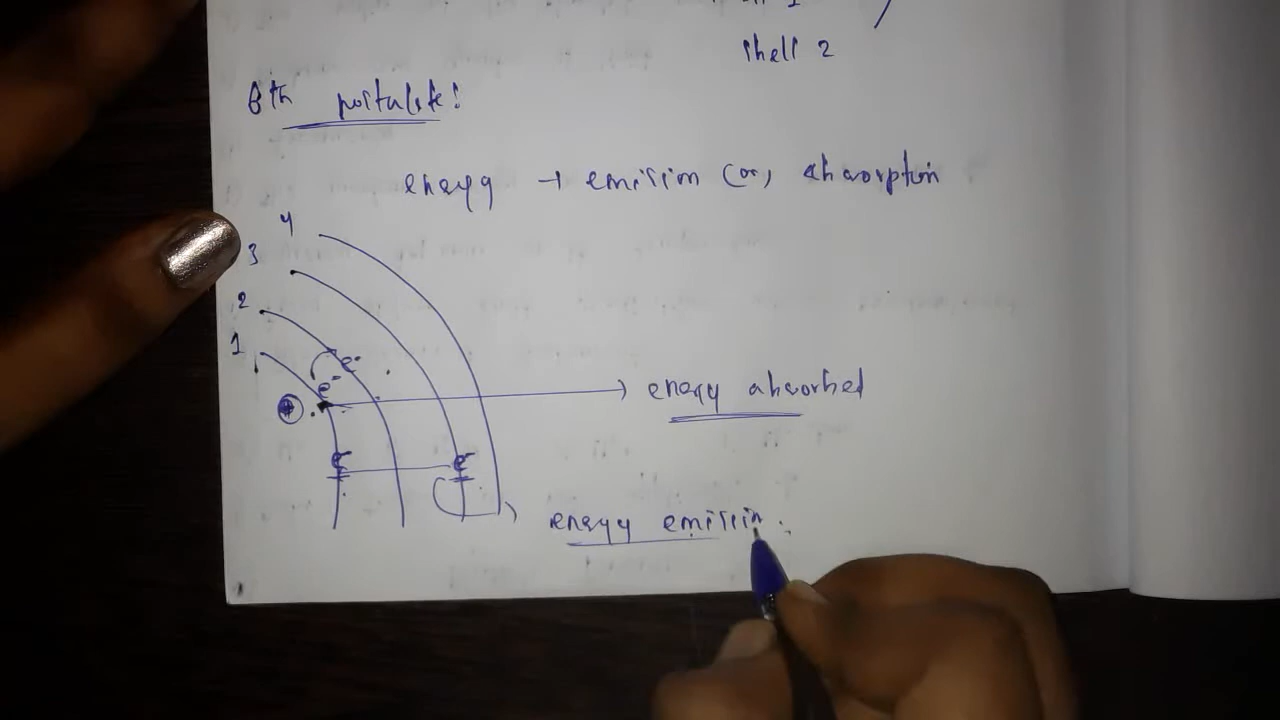 shell 2
6th postulate:
energy → emission (or) absorption
4
3
2
1
e⁻
e⁻
energy absorbed
e⁻ e⁻
energy emission